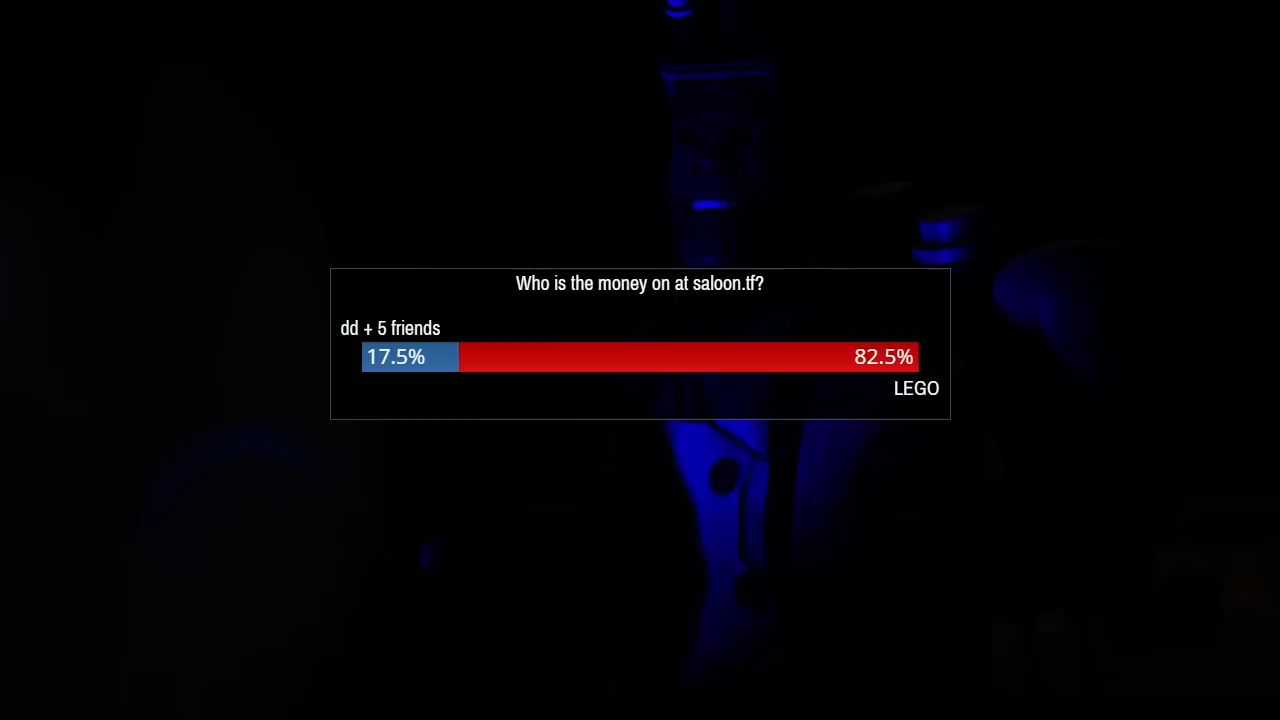 Who is the money on at saloon.tf?
dd + 5 friends
17.5% 82.5%
LEGO